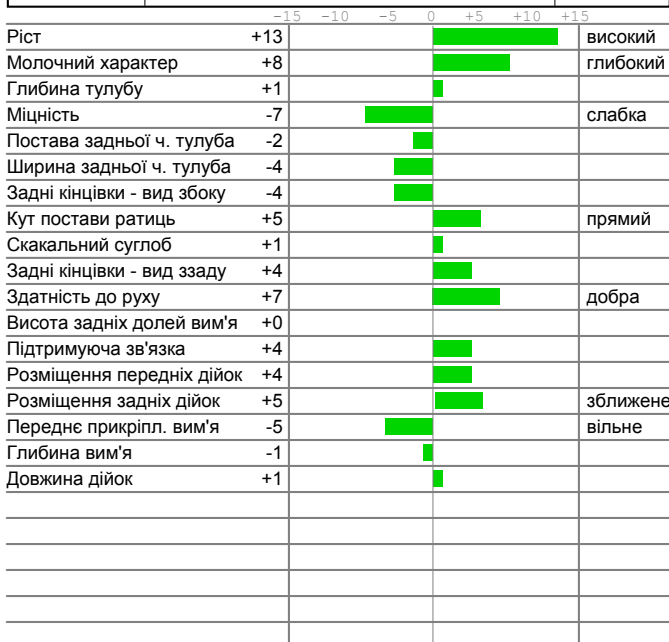 -15 -10 -5 0 +5 +10 +15
Ріст +13 високий
Молочний характер +8 глибокий
Глибина тулубу +1
Міцність -7 слабка
Постава задньої ч. тулуба -2
Ширина задньої ч. тулуба -4
Задні кінцівки - вид збоку -4
Кут постави ратиць +5 прямий
Скакальний суглоб +1
Задні кінцівки - вид ззаду +4
Здатність до руху +7 добра
Висота задніх долей вим'я +0
Підтримуюча зв'язка +4
Розміщення передніх дійок +4
Розміщення задніх дійок +5 зближене
Переднє прикріпл. вим'я -5 вільне
Глибина вим'я -1
Довжина дійок +1